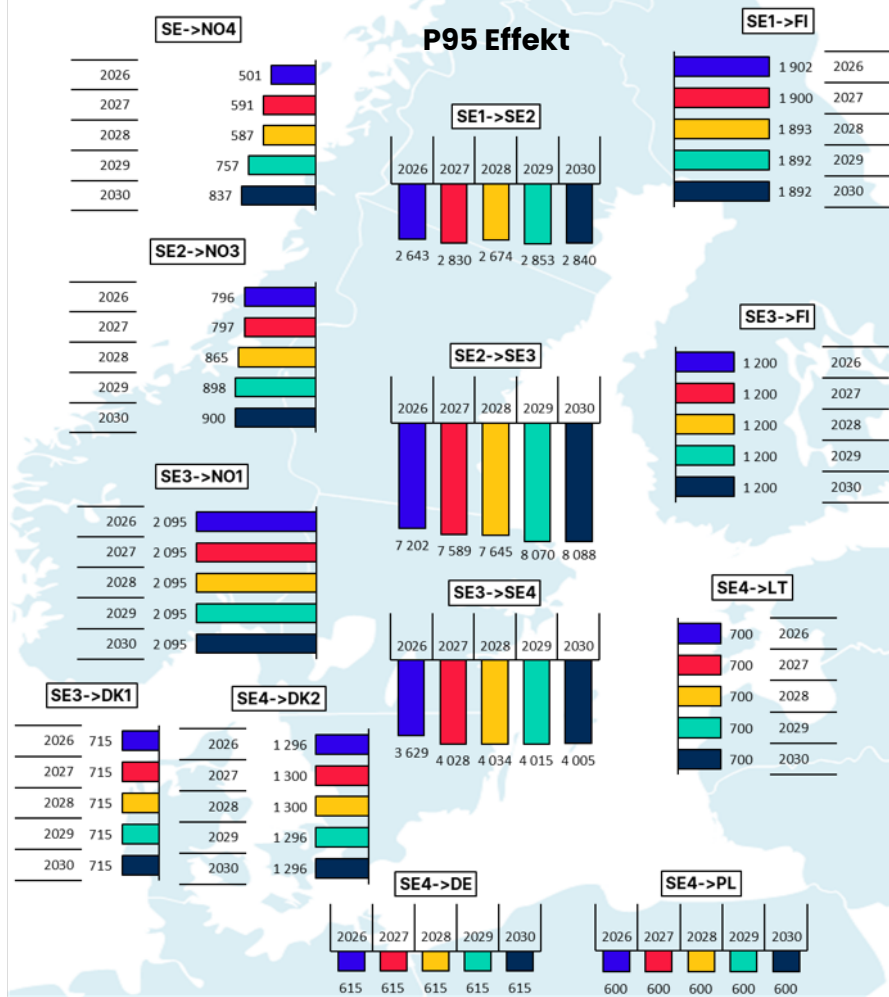 P95 Effekt
SE->NO4
2026 501
2027 591
2028 587
2029 757
2030 837
SE1->FI
1 902 2026
1 900 2027
1 893 2028
1 892 2029
1 892 2030
SE1->SE2
2026 2027 2028 2029 2030
2 643 2 830 2 674 2 853 2 840
SE2->NO3
2026 796
2027 797
2028 865
2029 898
2030 900
SE3->FI
1 200 2026
1 200 2027
1 200 2028
1 200 2029
1 200 2030
SE2->SE3
2026 2027 2028 2029 2030
7 202 7 589 7 645 8 070 8 088
SE3->NO1
2026 2 095
2027 2 095
2028 2 095
2029 2 095
2030 2 095
SE3->SE4
2026 2027 2028 2029 2030
3 629 4 028 4 034 4 015 4 005
SE4->LT
700 2026
700 2027
700 2028
700 2029
700 2030
SE3->DK1
2026 715
2027 715
2028 715
2029 715
2030 715
SE4->DK2
2026 1 296
2027 1 300
2028 1 300
2029 1 296
2030 1 296
SE4->DE
2026 2027 2028 2029 2030
615 615 615 615 615
SE4->PL
2026 2027 2028 2029 2030
600 600 600 600 600